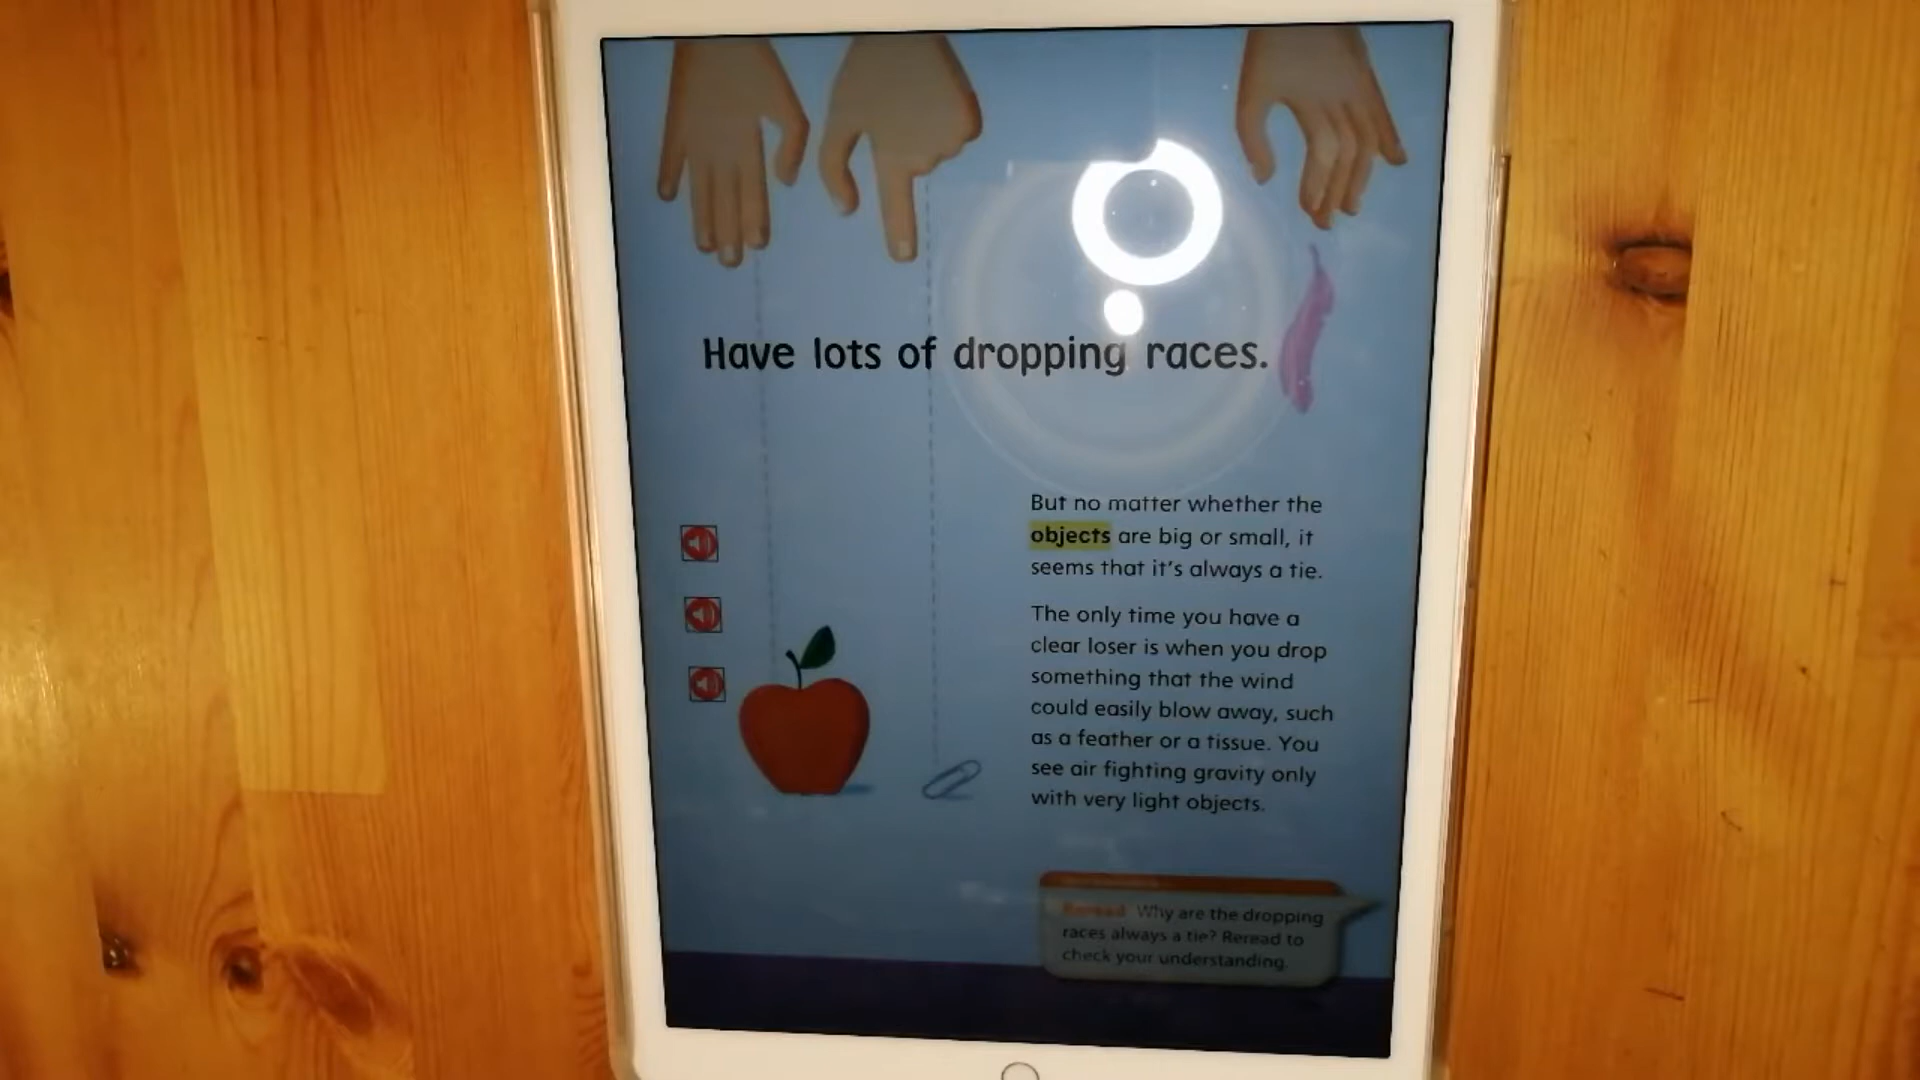 Have lots of dropping races.
But no matter whether the
objects are big or small, it
seems that it's always a tie.
The only time you have a
clear loser is when you drop
something that the wind
could easily blow away, such
as a feather or a tissue. You
see air fighting gravity only
with very light objects.
Reread Why are the dropping
races always a tie? Reread to
check your understanding.